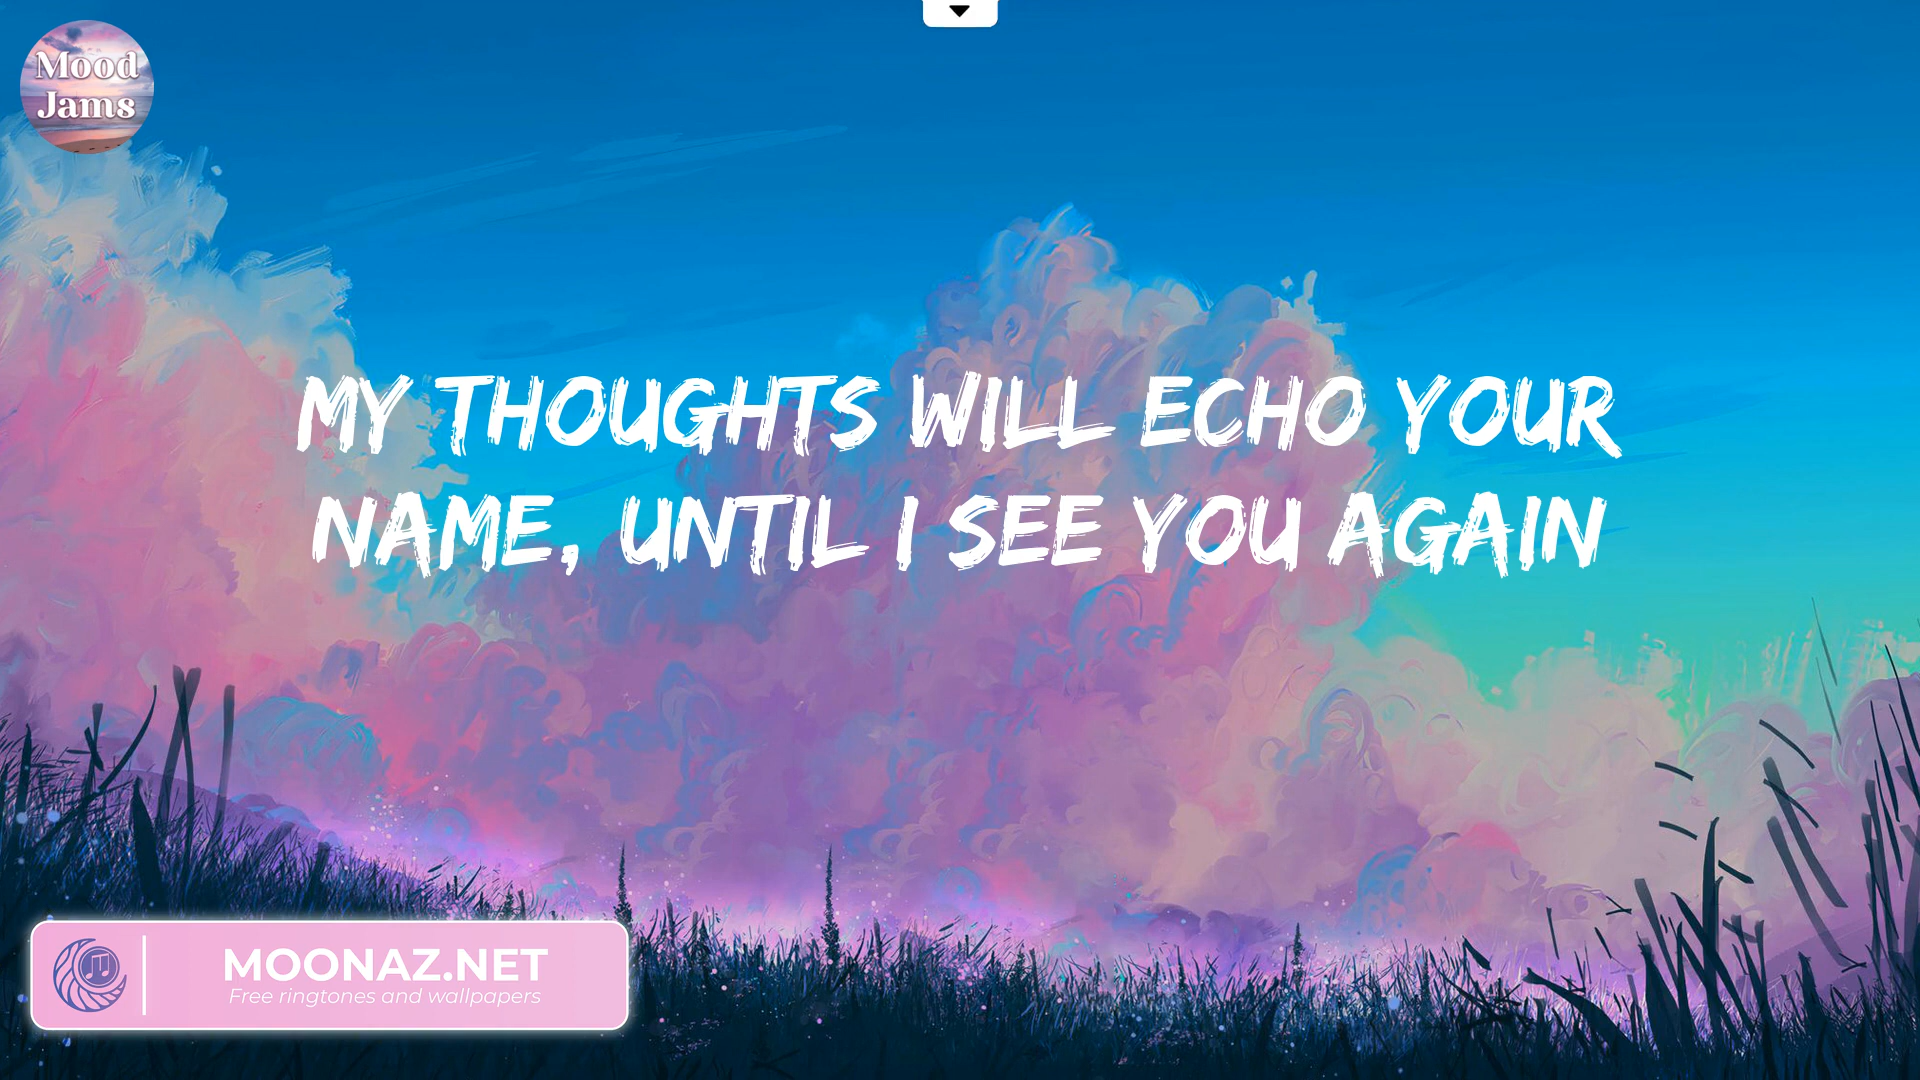 Mood
Jams
MY THOUGHTS WILL ECHO YOUR
NAME, UNTIL I SEE YOU AGAIN
MOONAZ.NET
Free ringtones and wallpapers